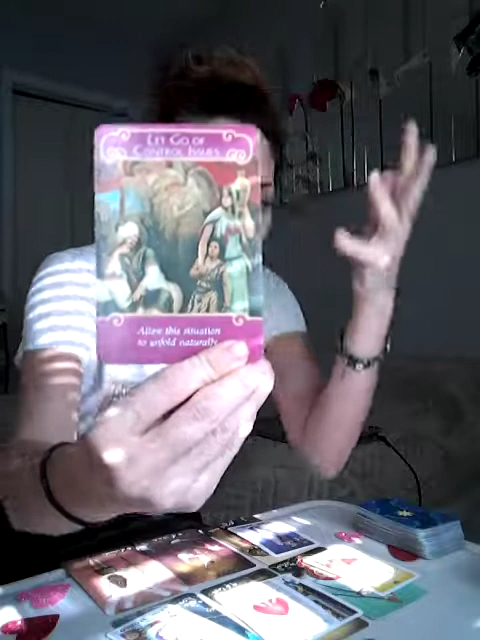 LET GO OF
CONTROL ISSUES
Allow this situation
to unfold naturally.